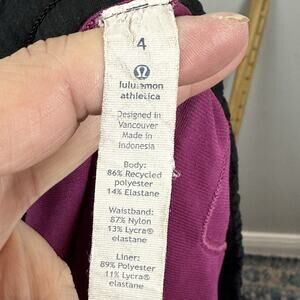 4
lululemon
athletica
Designed in
Vancouver
Made in
Indonesia
Body:
86% Recycled
polyester
14% Elastane
Waistband:
87% Nylon
13% Lycra®
elastane
Liner:
89% Polyester
11% Lycra®
elastane